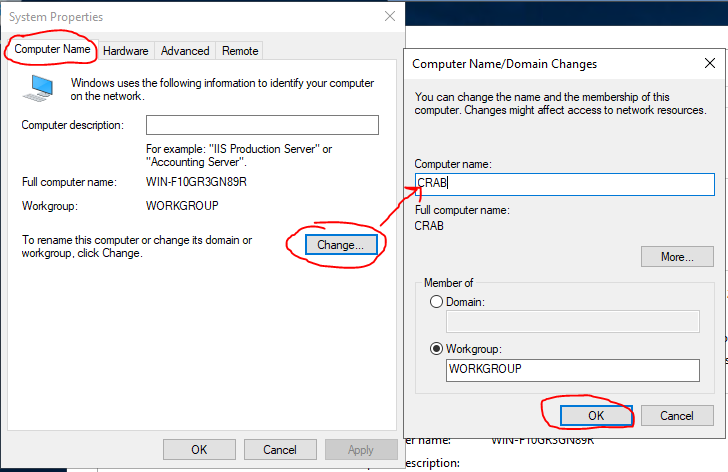 System Properties
Computer Name
Hardware
Advanced
Remote
Windows uses the following information to identify your computer
on the network.
Computer description:
For example: "IIS Production Server" or
"Accounting Server".
Full computer name:
WIN-F10GR3GN89R
Workgroup:
WORKGROUP
To rename this computer or change its domain or
workgroup, click Change.
Change...
OK
Cancel
Apply
Computer Name/Domain Changes
You can change the name and the membership of this
computer. Changes might affect access to network resources.
Computer name:
CRAB
Full computer name:
CRAB
More...
Member of
Domain:
Workgroup:
WORKGROUP
OK
Cancel
er name:
WIN-F10GR3GN89R
escription: